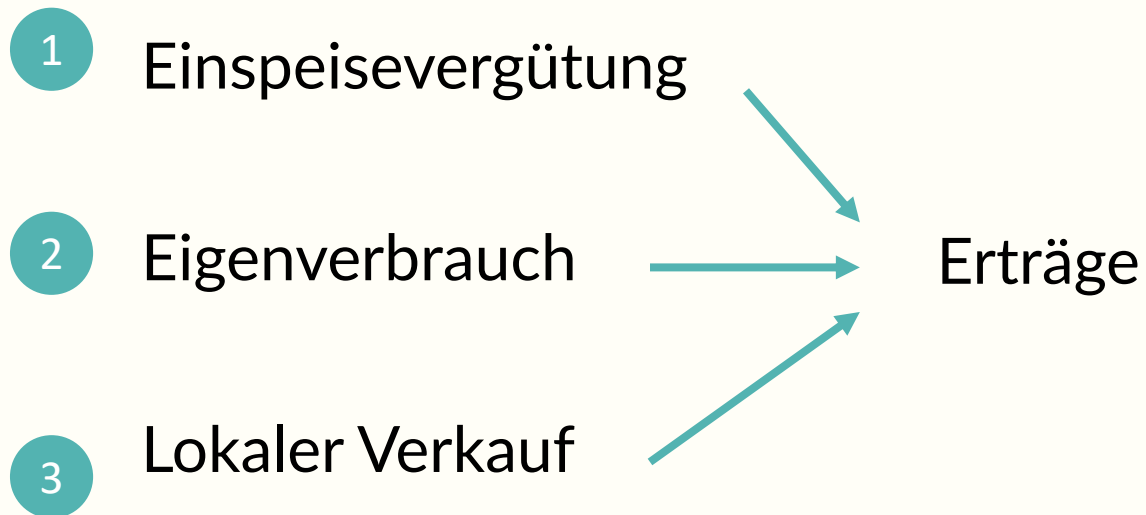 1 Einspeisevergütung
2 Eigenverbrauch
Erträge
3 Lokaler Verkauf